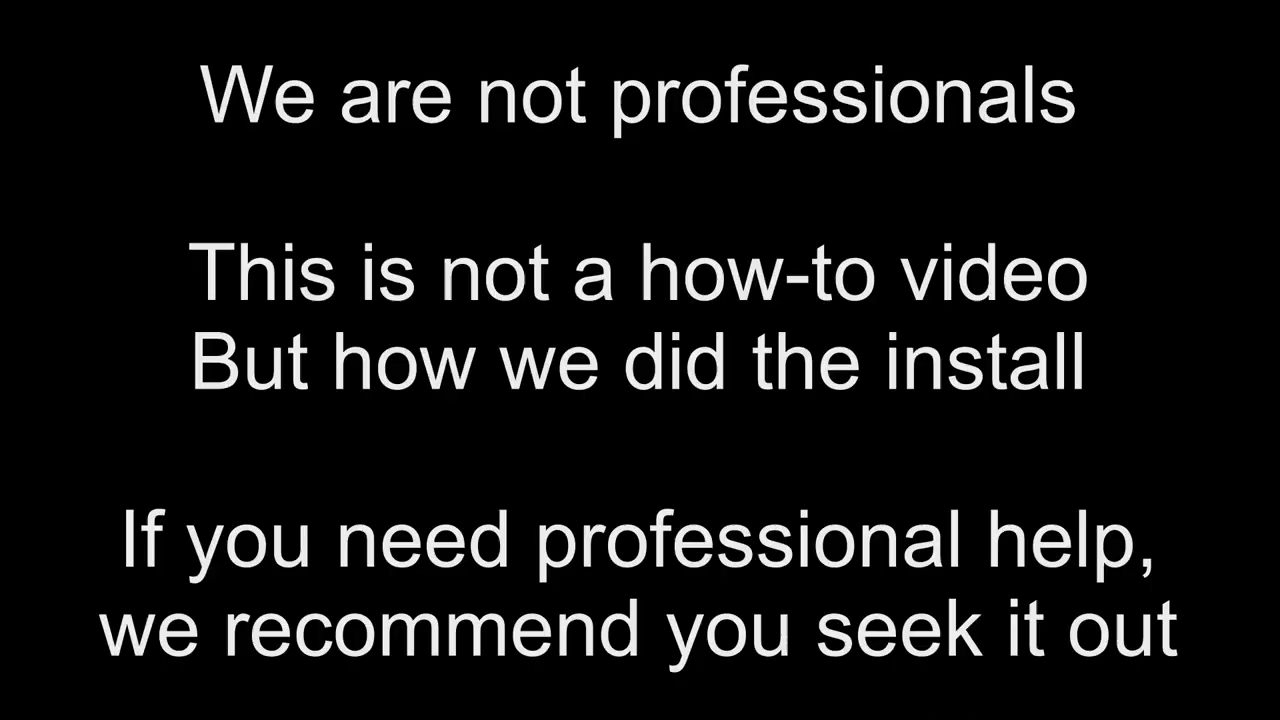 We are not professionals
This is not a how-to video
But how we did the install
If you need professional help,
we recommend you seek it out